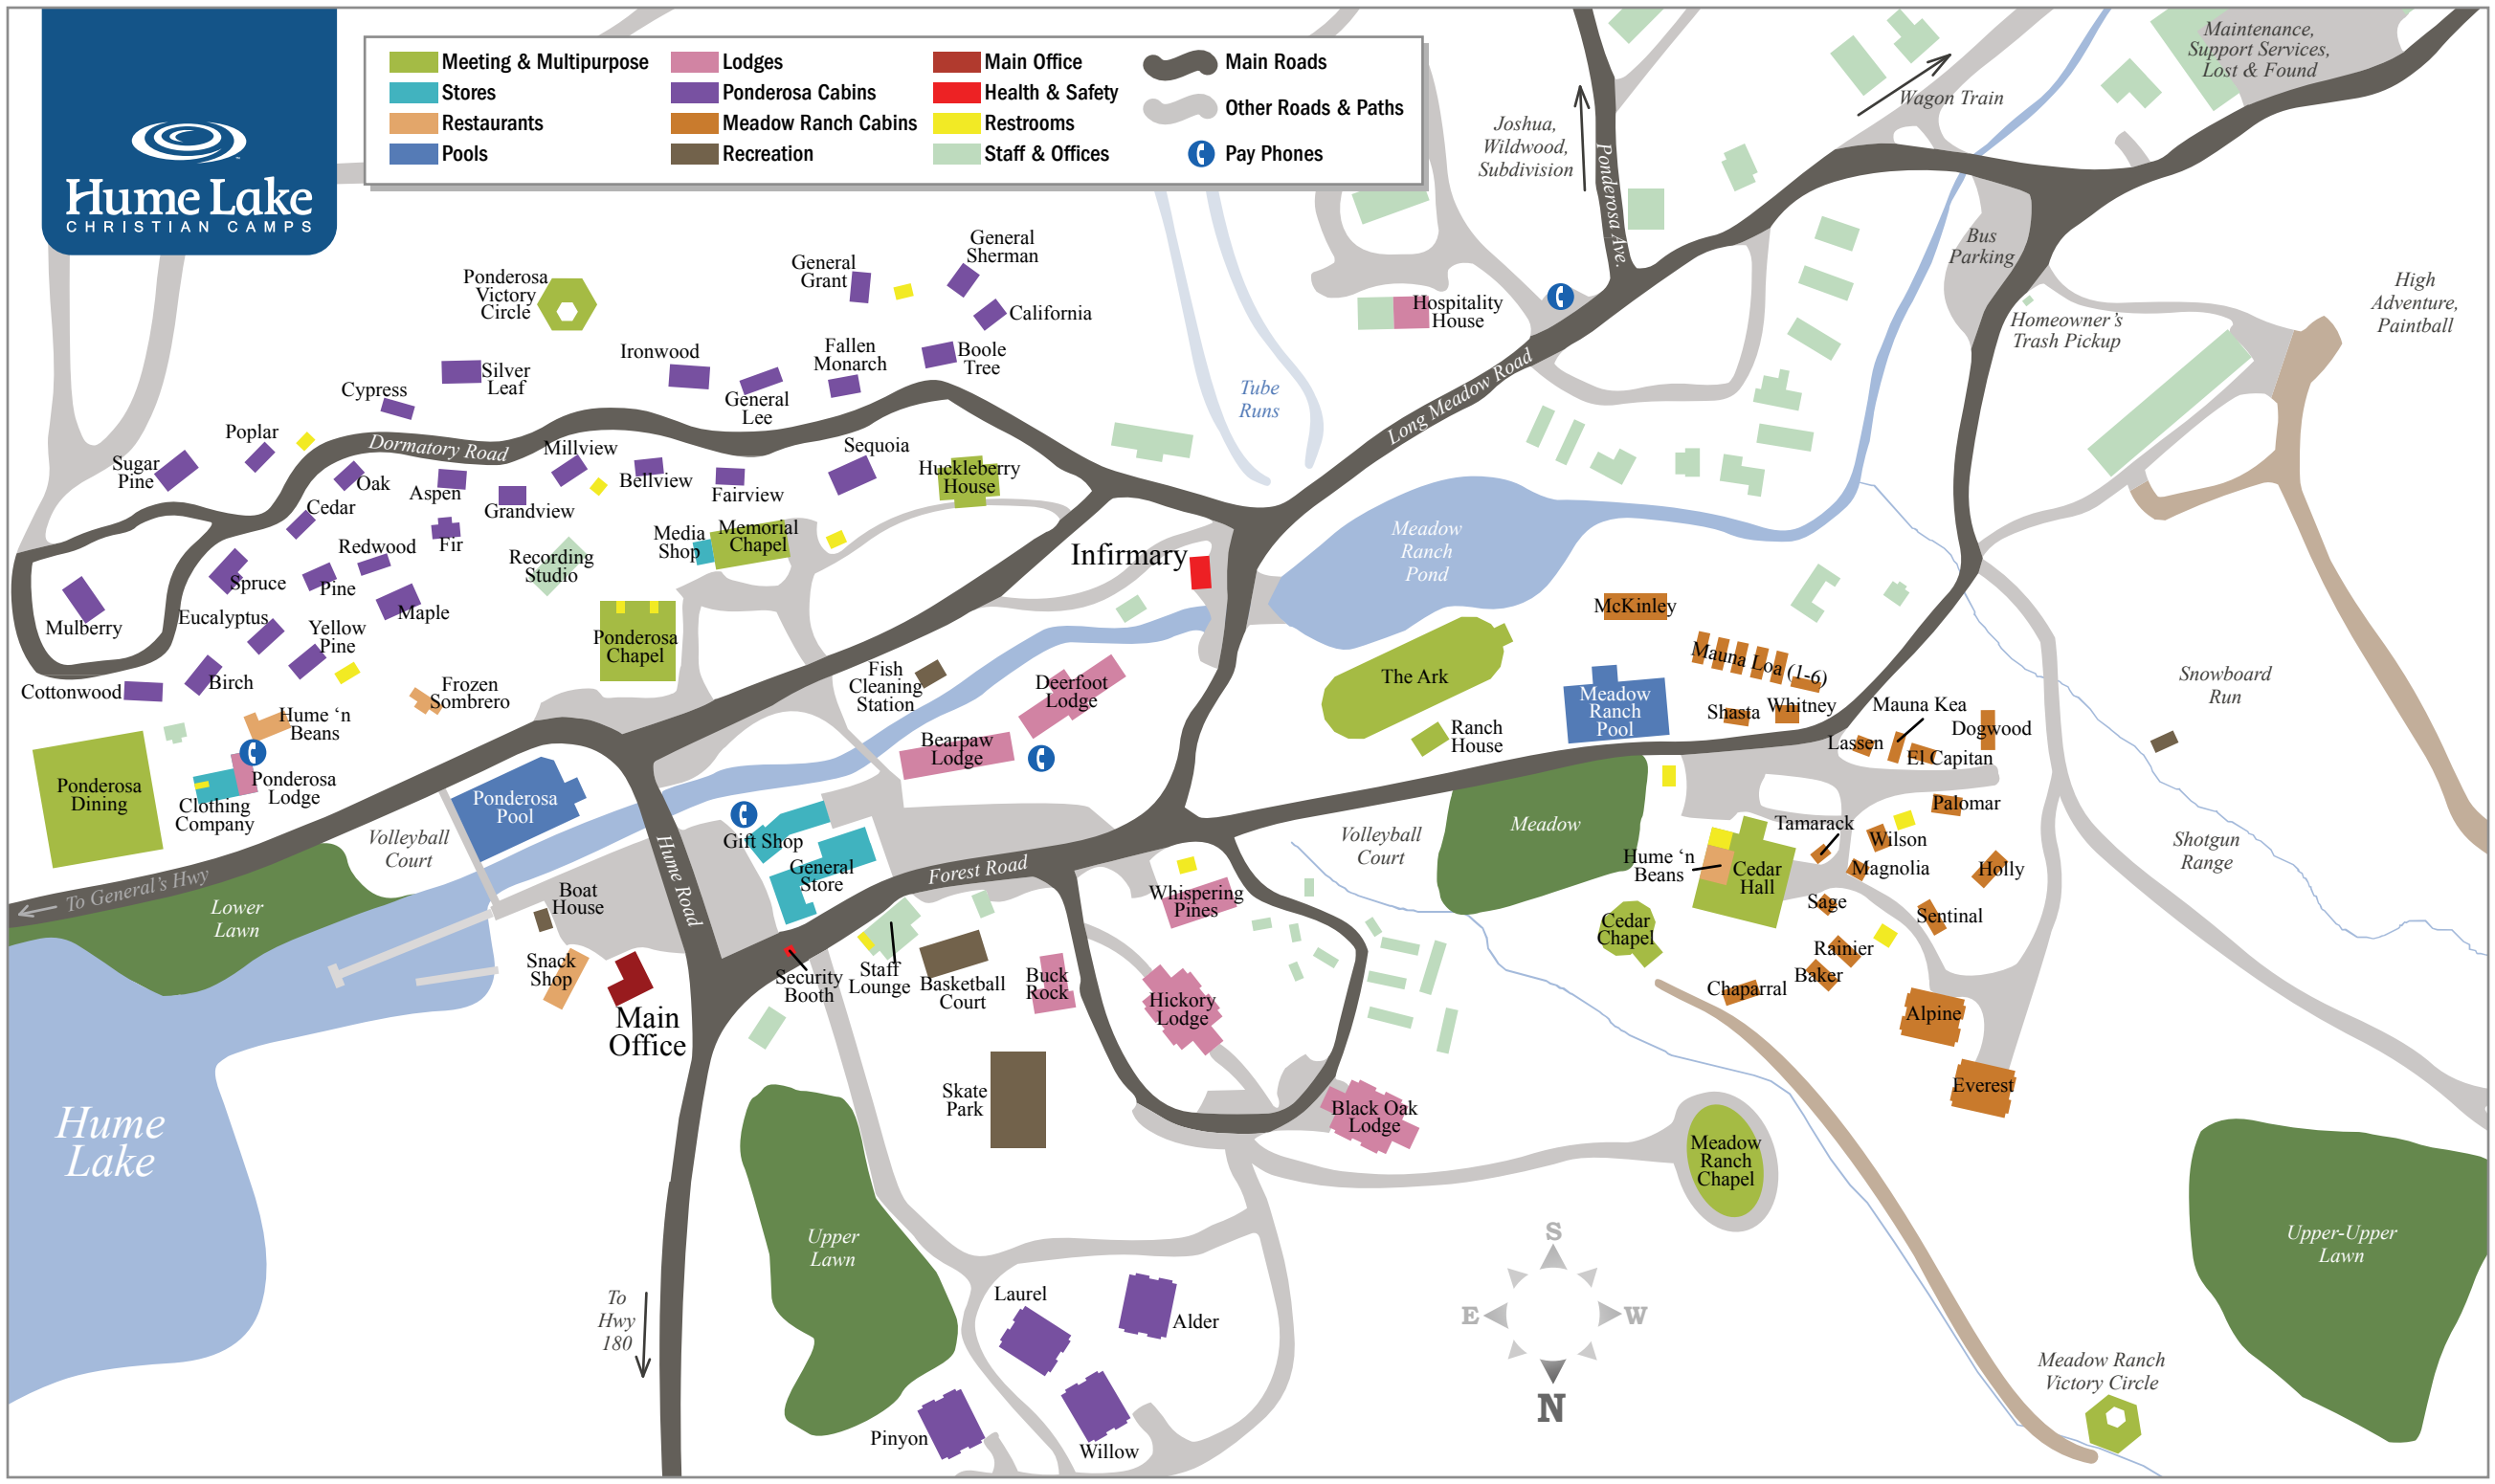 Hume Lake
CHRISTIAN CAMPS
Meeting & Multipurpose
Stores
Restaurants
Pools
Lodges
Ponderosa Cabins
Meadow Ranch Cabins
Recreation
Main Office
Health & Safety
Restrooms
Staff & Offices
Main Roads
Other Roads & Paths
Pay Phones
Joshua,
Wildwood,
Subdivision
Ponderosa Ave.
Wagon Train
Maintenance,
Support Services,
Lost & Found
Bus
Parking
Homeowner's
Trash Pickup
High
Adventure,
Paintball
Ponderosa
Victory
Circle
General
Grant
General
Sherman
California
Boole
Tree
Fallen
Monarch
Ironwood
General
Lee
Silver
Leaf
Cypress
Poplar
Sugar
Pine
Dormatory Road
Oak
Aspen
Cedar
Grandview
Millview
Bellview
Fairview
Sequoia
Huckleberry
House
Tube
Runs
Hospitality
House
Long Meadow Road
Media
Shop
Memorial
Chapel
Recording
Studio
Fir
Redwood
Pine
Spruce
Maple
Mulberry
Eucalyptus
Yellow
Pine
Birch
Cottonwood
Frozen
Sombrero
Hume ‘n
Beans
Ponderosa
Lodge
Clothing
Company
Ponderosa
Dining
Ponderosa
Chapel
Infirmary
Meadow
Ranch
Pond
Fish
Cleaning
Station
Deerfoot
Lodge
Bearpaw
Lodge
The Ark
Ranch
House
McKinley
Meadow
Ranch
Pool
Mauna Loa (1-6)
Shasta
Whitney
Mauna Kea
Lassen
El Capitan
Dogwood
Palomar
Snowboard
Run
Shotgun
Range
Ponderosa
Pool
Volleyball
Court
To General's Hwy
Lower
Lawn
Hume Road
Gift Shop
General
Store
Forest Road
Boat
House
Snack
Shop
Main
Office
Security
Booth
Staff
Lounge
Basketball
Court
Buck
Rock
Whispering
Pines
Volleyball
Court
Meadow
Hume ‘n
Beans
Cedar
Hall
Cedar
Chapel
Tamarack
Wilson
Magnolia
Holly
Sage
Sentinal
Rainier
Baker
Chaparral
Alpine
Everest
Hickory
Lodge
Black Oak
Lodge
Skate
Park
Hume
Lake
Meadow
Ranch
Chapel
Upper
Lawn
Upper-Upper
Lawn
To
Hwy
180
Laurel
Alder
Pinyon
Willow
S
E
W
N
Meadow Ranch
Victory Circle